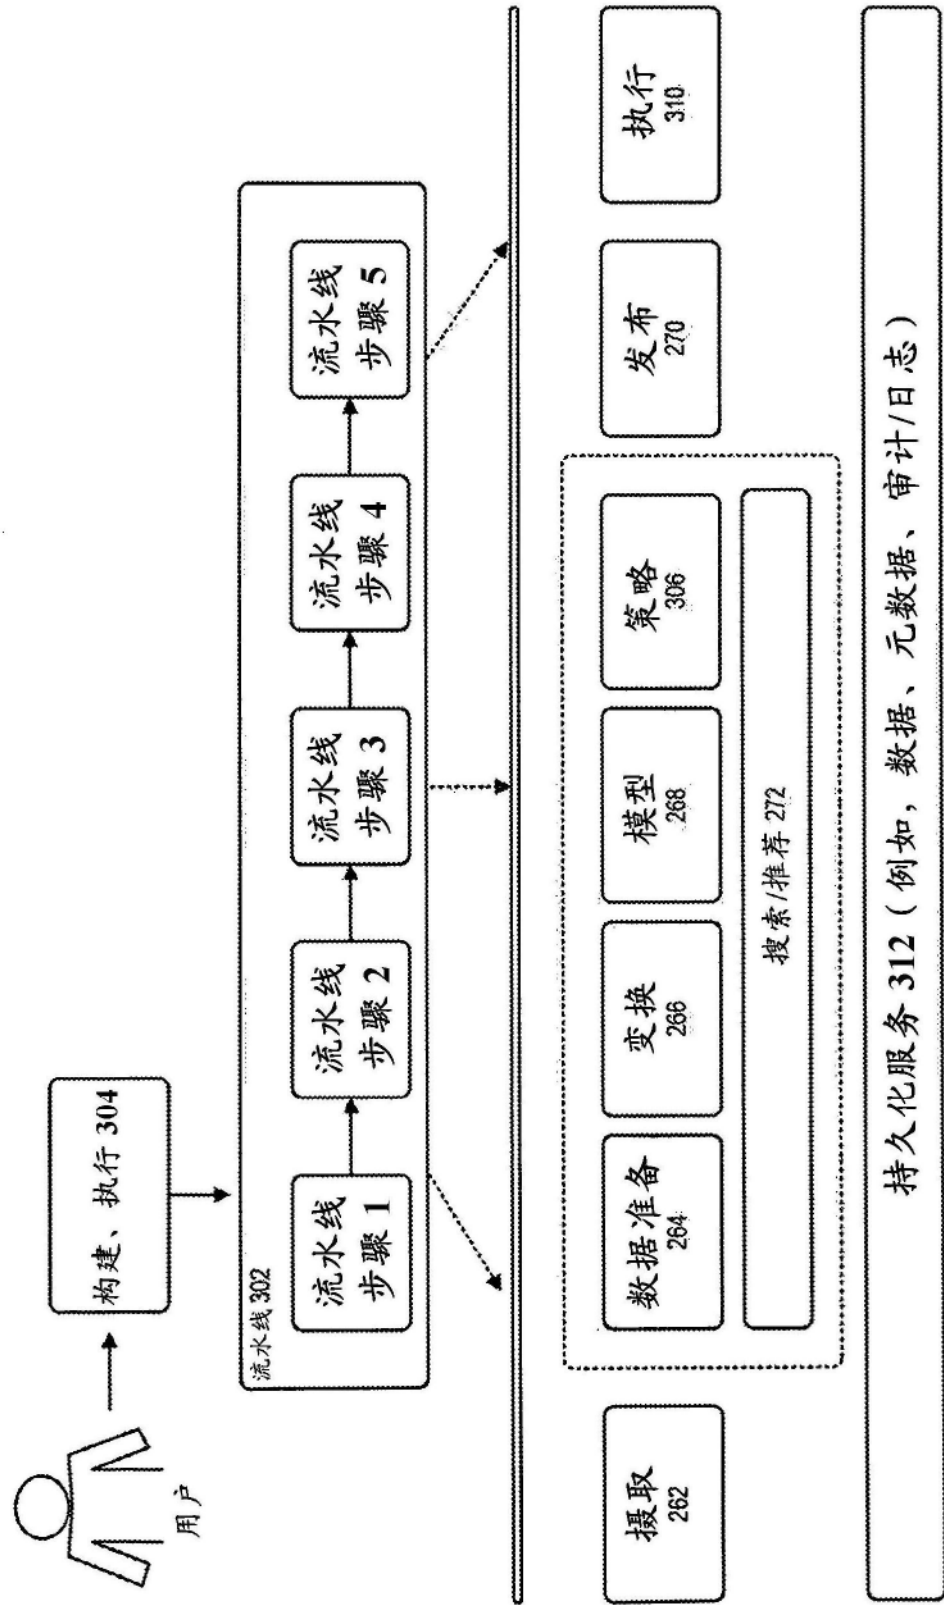 用户
构建、执行 304
流水线 302
流水线
步骤 1
流水线
步骤 2
流水线
步骤 3
流水线
步骤 4
流水线
步骤 5
摄取
262
数据准备
264
变换
266
模型
268
策略
306
搜索/推荐 272
发布
270
执行
310
持久化服务 312（例如，数据、元数据、审计/日志）